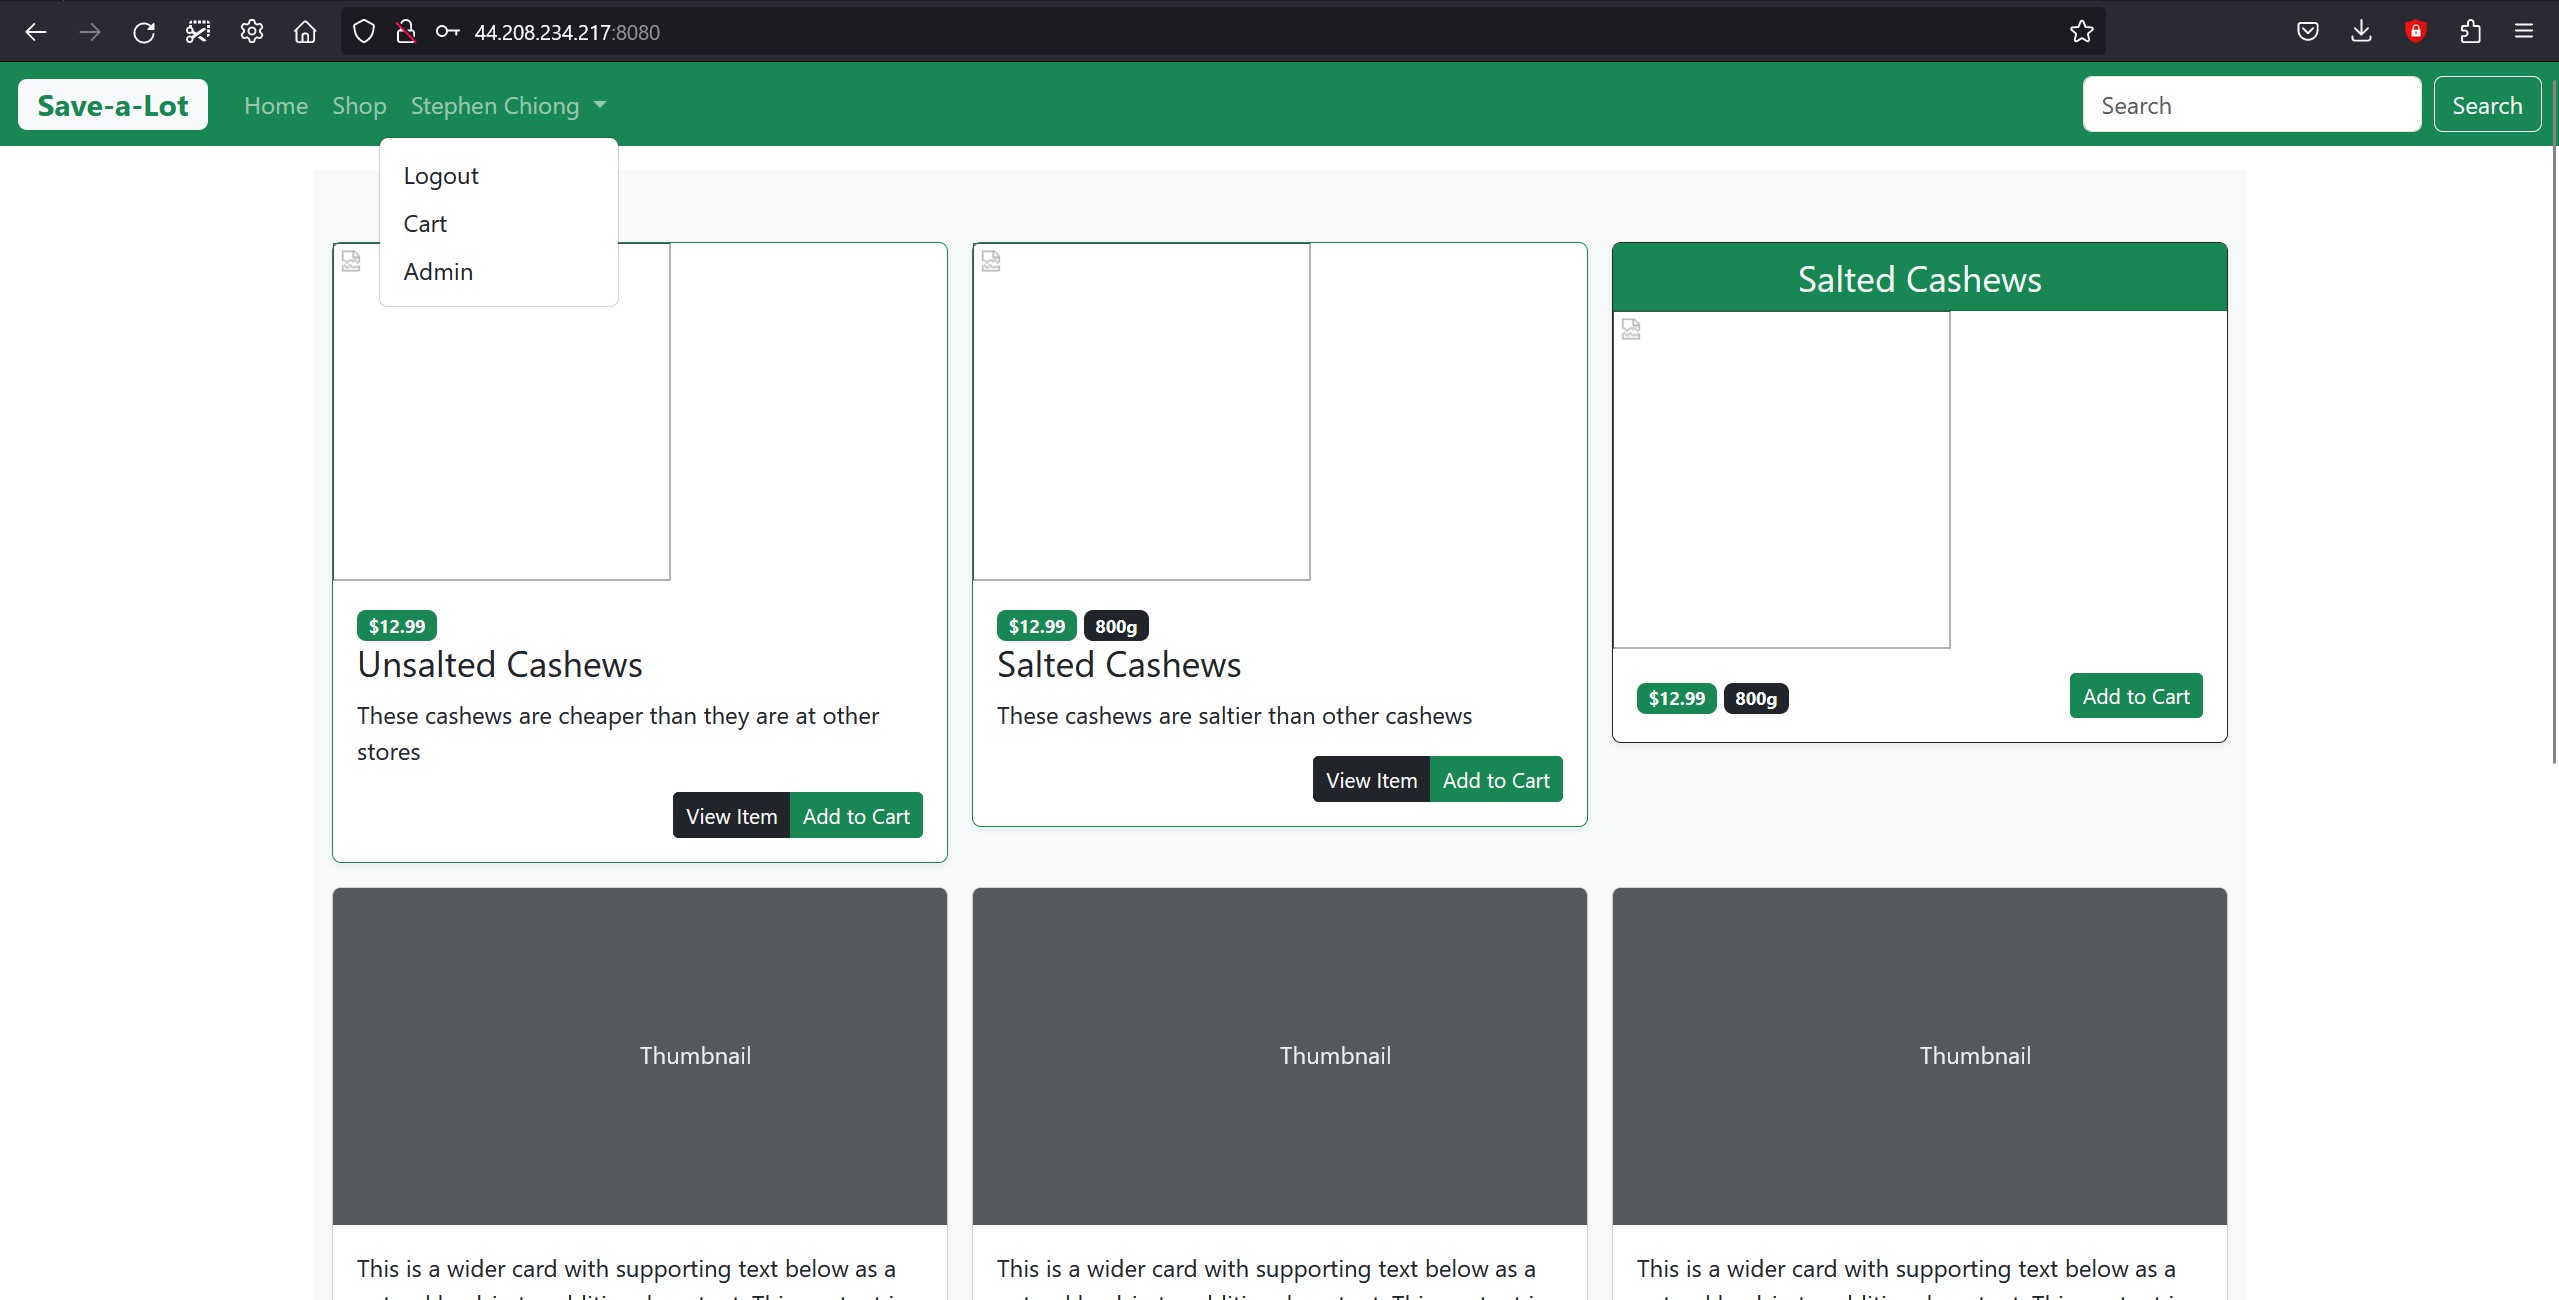 44.208.234.217:8080
Save-a-Lot Home Shop Stephen Chiong Search Search
Logout
Cart
Admin
$12.99
Unsalted Cashews
These cashews are cheaper than they are at other
stores
View Item Add to Cart
$12.99 800g
Salted Cashews
These cashews are saltier than other cashews
View Item Add to Cart
Salted Cashews
$12.99 800g Add to Cart
Thumbnail
This is a wider card with supporting text below as a
Thumbnail
This is a wider card with supporting text below as a
Thumbnail
This is a wider card with supporting text below as a